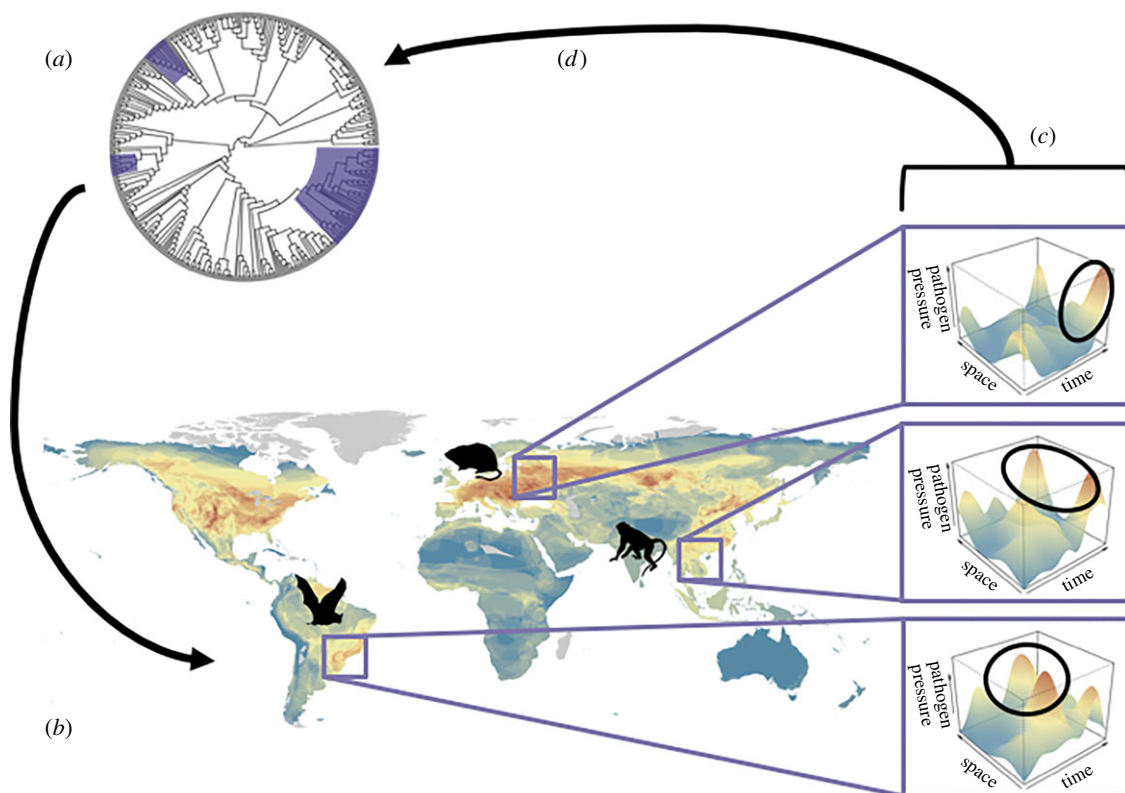 (a)
(d)
(c)
pathogen
pressure
space
time
pathogen
pressure
space
time
(b)
pathogen
pressure
space
time